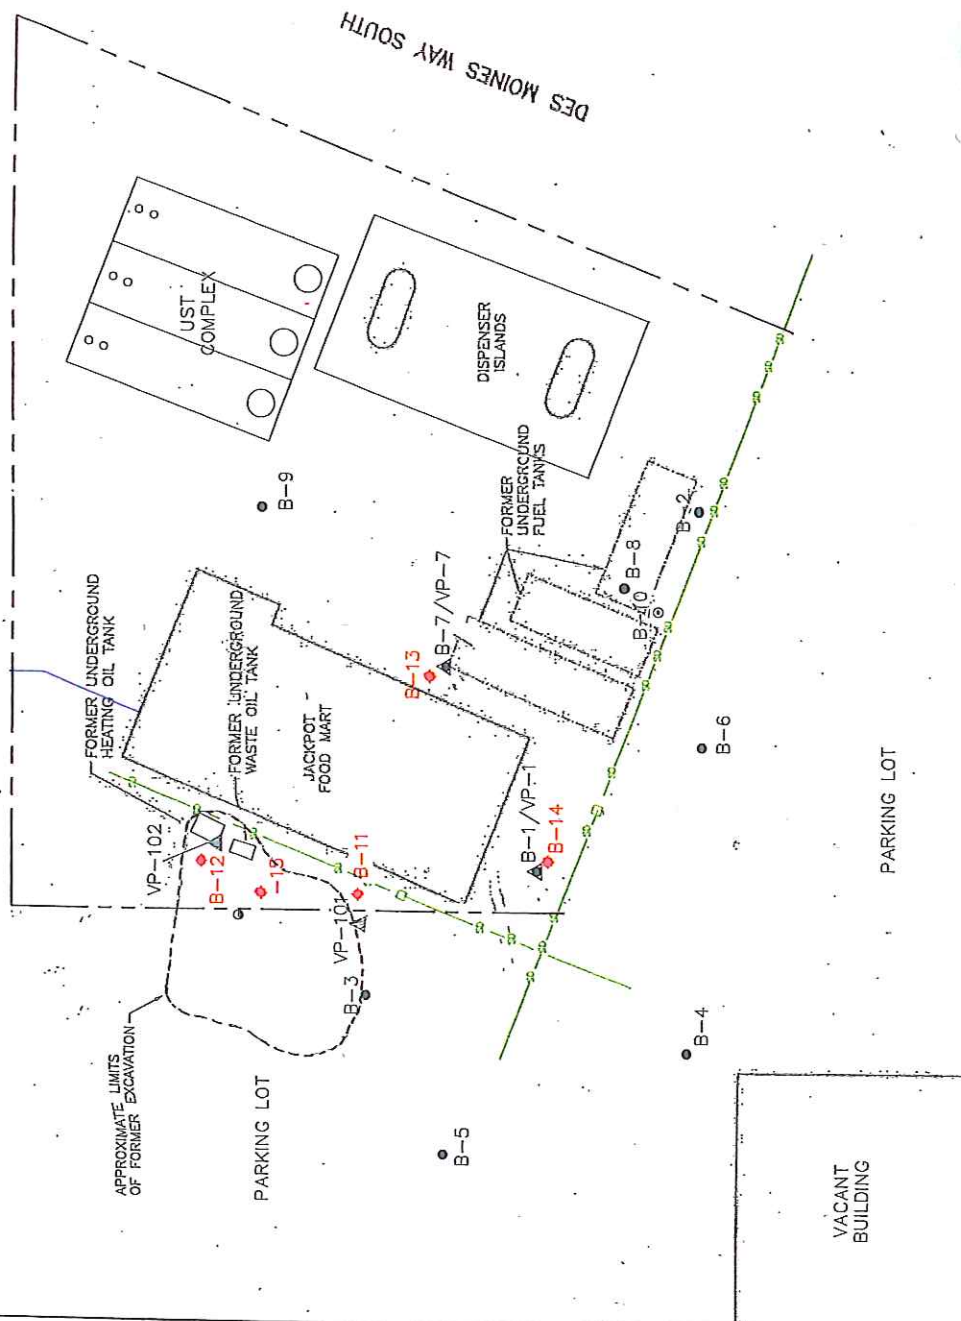 DES MOINES WAY SOUTH
UST
COMPLEX
DISPENSER
ISLANDS
B-9
FORMER
UNDERGROUND
FUEL TANKS
B-2
B-8
FORMER UNDERGROUND
HEATING OIL TANK
FORMER UNDERGROUND
WASTE OIL TANK
JACKPOT
FOOD MART
B-13
B-7/VP-7
B-10
B-6
VP-102
B-12
-15
B-11
B-1/VP-1
B-14
PARKING LOT
VP-101
B-3
B-4
APPROXIMATE LIMITS
OF FORMER EXCAVATION
PARKING LOT
B-5
VACANT
BUILDING